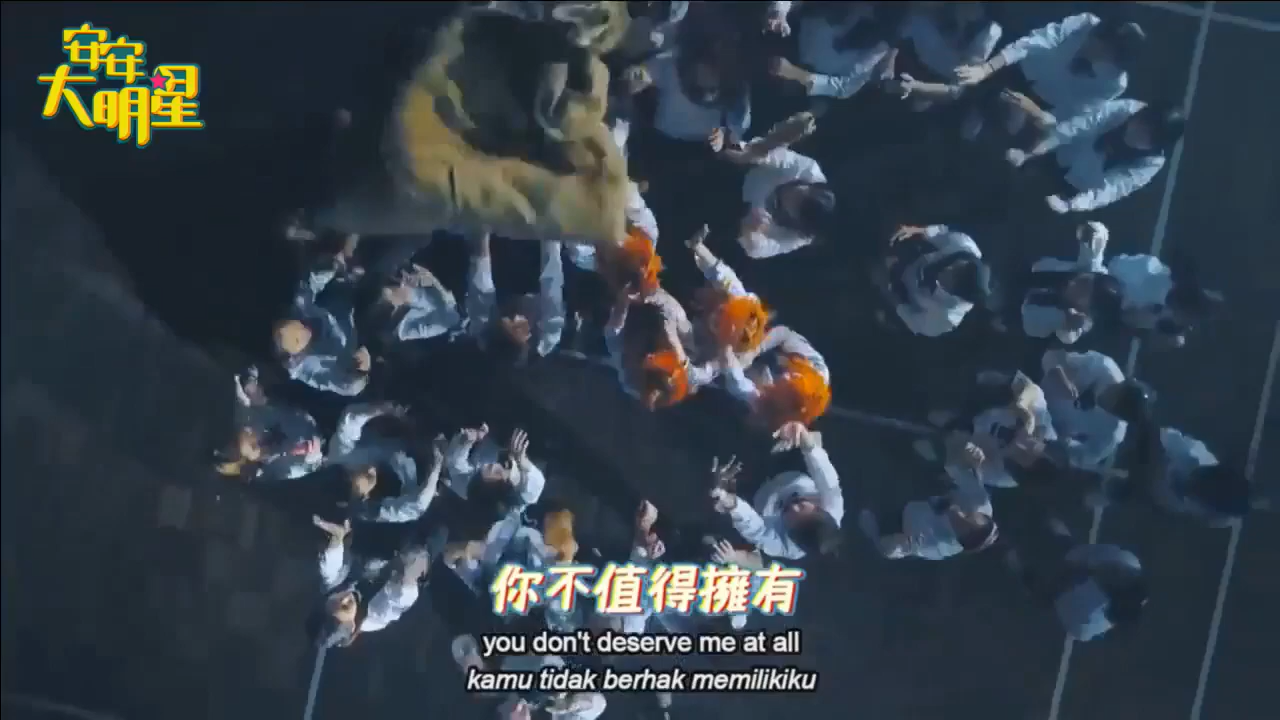 安安
大明星
你不值得擁有
you don't deserve me at all
kamu tidak berhak memilikiku